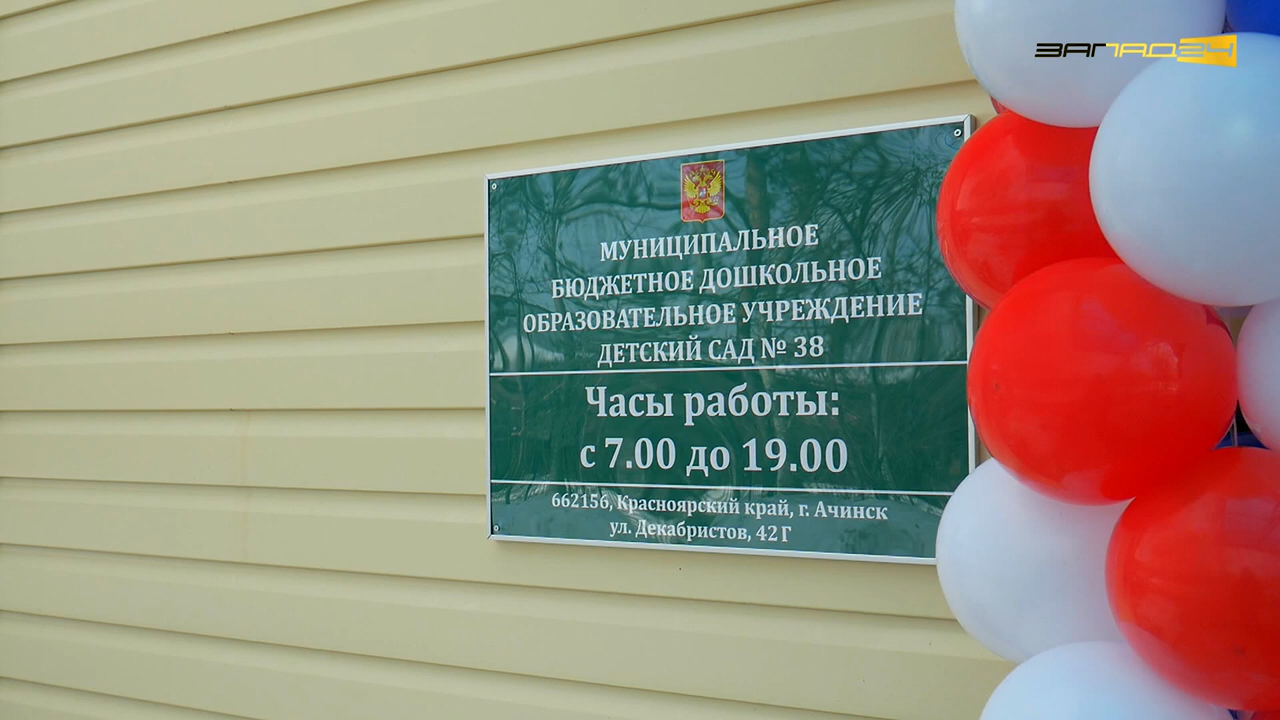 ЗАПАД24
МУНИЦИПАЛЬНОЕ
БЮДЖЕТНОЕ ДОШКОЛЬНОЕ
ОБРАЗОВАТЕЛЬНОЕ УЧРЕЖДЕНИЕ
ДЕТСКИЙ САД № 38
Часы работы:
с 7.00 до 19.00
662156, Красноярский край, г. Ачинск
ул. Декабристов, 42 Г